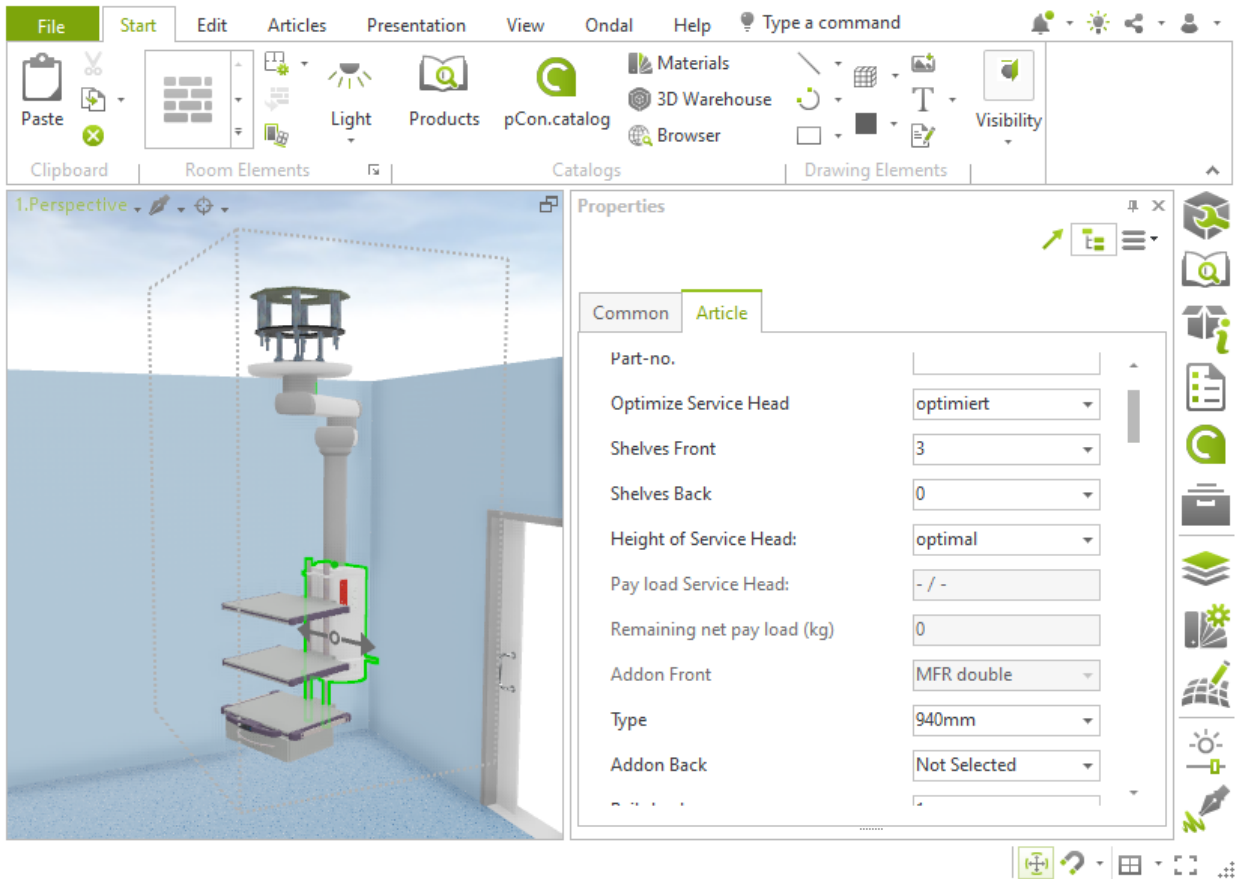 File Start Edit Articles Presentation View Ondal Help Type a command
Paste
Light
Products
pCon.catalog
Materials
3D Warehouse
Browser
Visibility
Clipboard Room Elements Catalogs Drawing Elements
1.Perspective
Properties
Common Article
Part-no.
Optimize Service Head optimiert
Shelves Front 3
Shelves Back 0
Height of Service Head: optimal
Pay load Service Head: - / -
Remaining net pay load (kg) 0
Addon Front MFR double
Type 940mm
Addon Back Not Selected